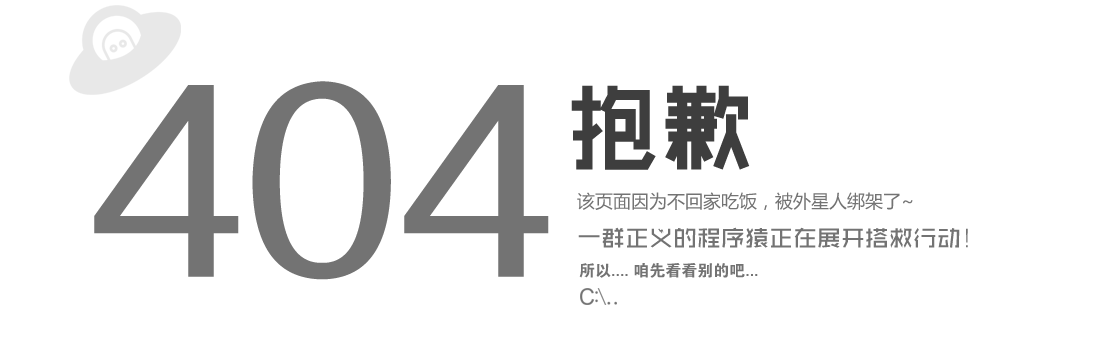 404
抱歉
该页面因为不回家吃饭，被外星人绑架了~
一群正义的程序猿正在展开搭救行动！
所以.... 咱先看看别的吧...
C:\..